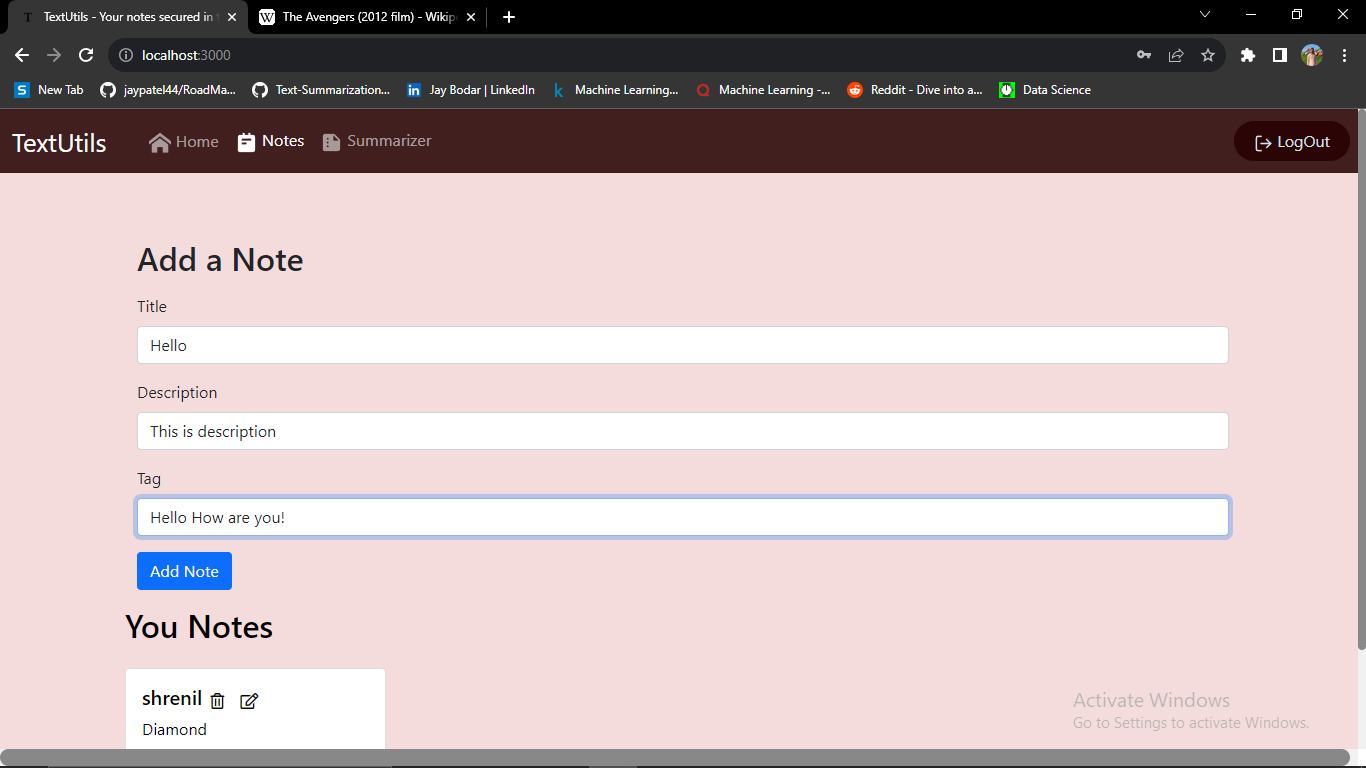 T TextUtils - Your notes secured in
W The Avengers (2012 film) - Wikip
localhost:3000
S New Tab jaypatel44/RoadMa... Text-Summarization... in Jay Bodar | LinkedIn k Machine Learning... Machine Learning -... Reddit - Dive into a... Data Science
TextUtils Home Notes Summarizer LogOut
Add a Note
Title
Hello
Description
This is description
Tag
Hello How are you!
Add Note
You Notes
shrenil
Diamond
Activate Windows
Go to Settings to activate Windows.